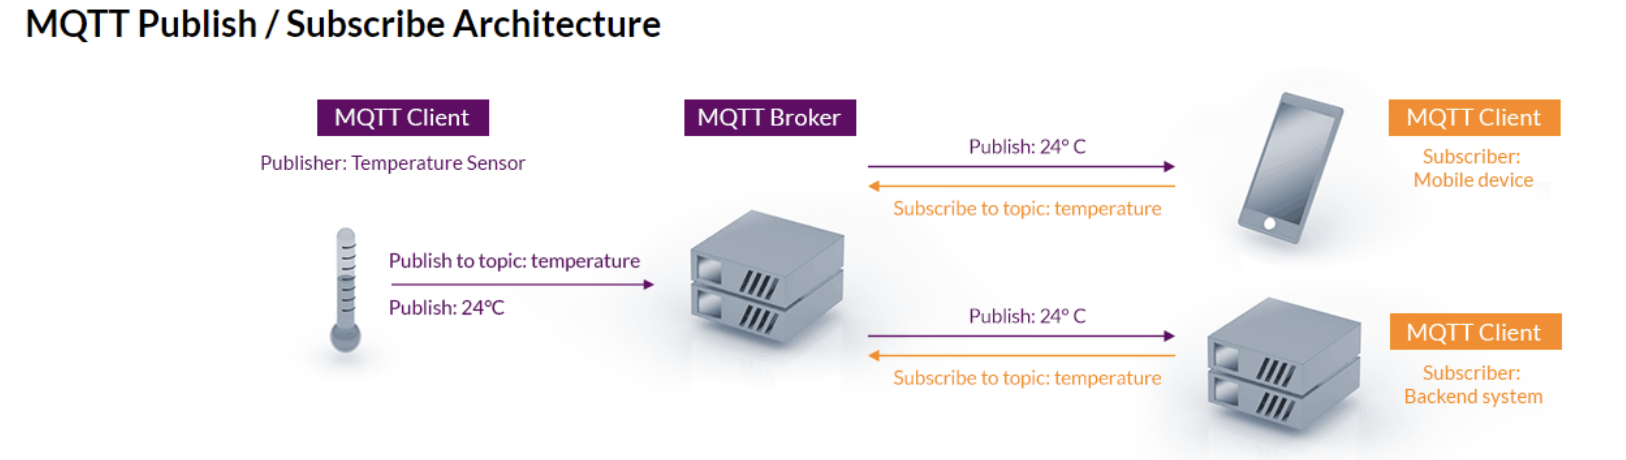 MQTT Publish / Subscribe Architecture
MQTT Client
Publisher: Temperature Sensor
Publish to topic: temperature
Publish: 24°C
MQTT Broker
Publish: 24° C
Subscribe to topic: temperature
MQTT Client
Subscriber:
Mobile device
Publish: 24° C
Subscribe to topic: temperature
MQTT Client
Subscriber:
Backend system